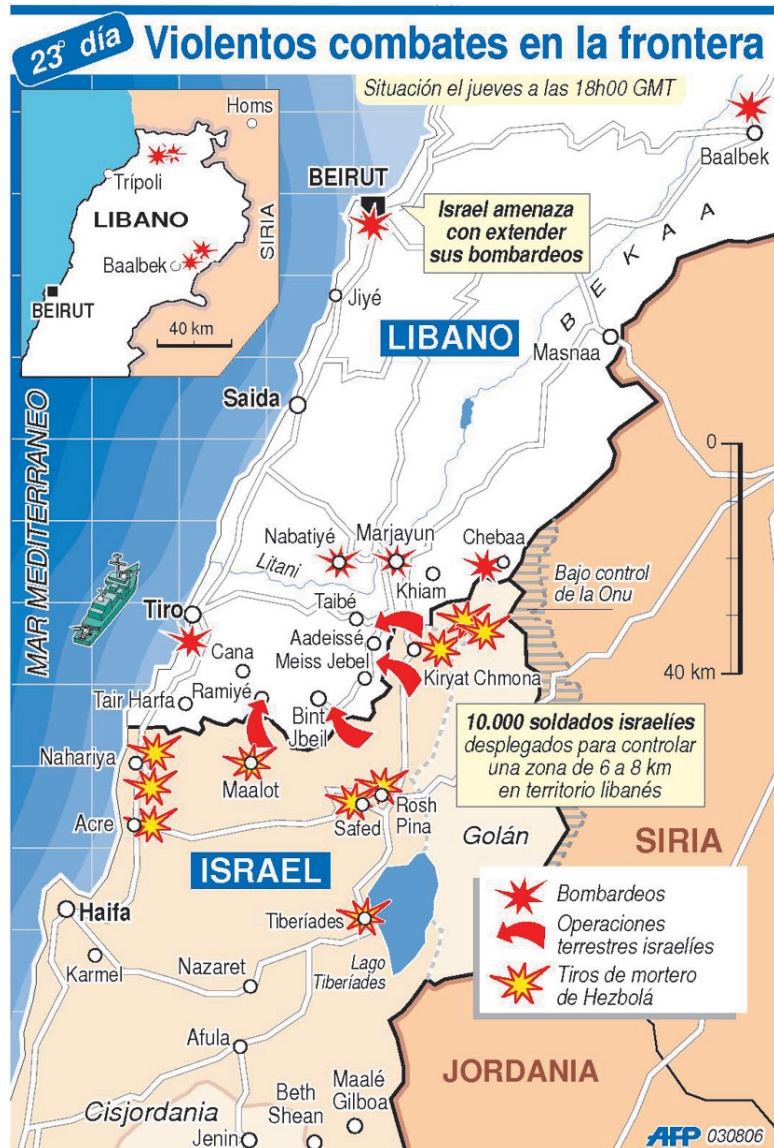 23° día
Violentos combates en la frontera
Situación el jueves a las 18h00 GMT
Homs
Trípoli
LIBANO
SIRIA
Baalbek
BEIRUT
40 km
Baalbek
BEIRUT
Israel amenaza
con extender
sus bombardeos
BEKAA
Jiyé
LIBANO
Masnaa
Saida
MAR MEDITERRANEO
0
40 km
Nabatiyé
Marjayun
Chebaa
Litani
Khiam
Bajo control
de la Onu
Taibé
Tiro
Aadeissé
Cana
Meiss Jebel
Kiryat Chmona
Tair Harfa
Ramiyé
Bint
Jbeil
10.000 soldados israelíes
desplegados para controlar
una zona de 6 a 8 km
en territorio libanés
Nahariya
Maalot
Acre
Safed
Rosh
Pina
Golán
SIRIA
ISRAEL
Bombardeos
Operaciones
terrestres israelíes
Tiros de mortero
de Hezbolá
Haifa
Tiberíades
Karmel
Nazaret
Lago
Tiberíades
Afula
JORDANIA
Cisjordania
Beth
Shean
Maalé
Gilboa
Jenin
AFP 030806